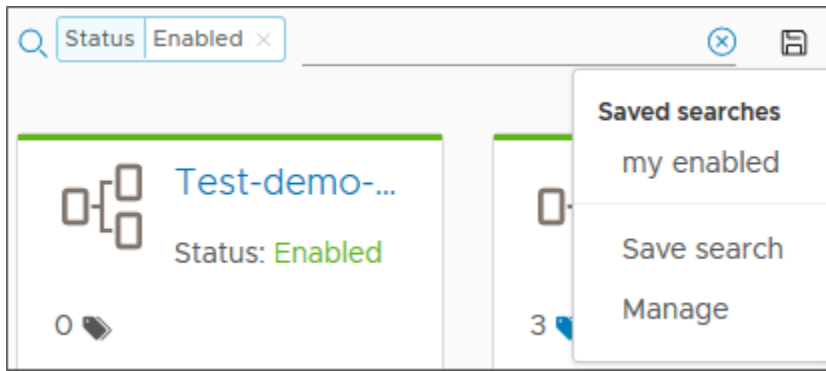 Status Enabled
Saved searches
my enabled
Save search
Manage
Test-demo-...
Status: Enabled
0
3